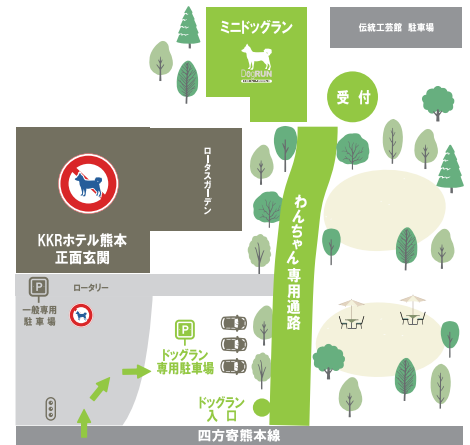 ミニドッグラン
DogRUN
伝統工芸館 駐車場
受 付
ロータスガーデン
KKRホテル熊本
正面玄関
わんちゃん専用通路
P
一般専用
駐 車 場
ロータリー
P
ドッグラン
専用駐車場
ドッグラン
入 口
四方寄熊本線